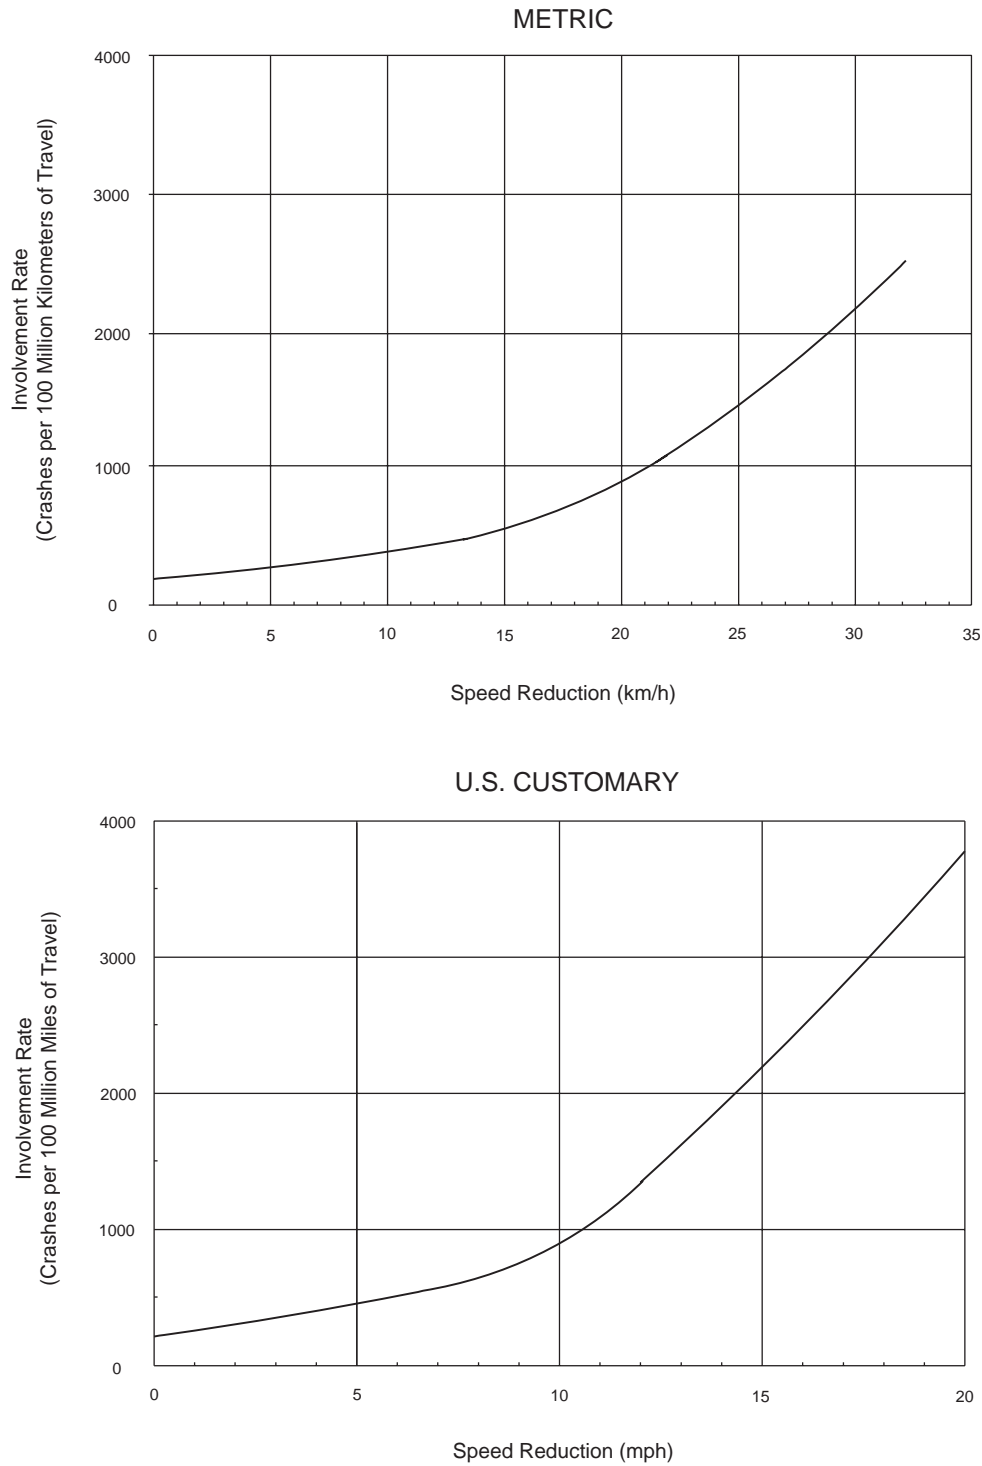 METRIC
4000
3000
2000
1000
0
Involvement Rate
(Crashes per 100 Million Kilometers of Travel)
0 5 10 15 20 25 30 35
Speed Reduction (km/h)
U.S. CUSTOMARY
4000
3000
2000
1000
0
Involvement Rate
(Crashes per 100 Million Miles of Travel)
0 5 10 15 20
Speed Reduction (mph)